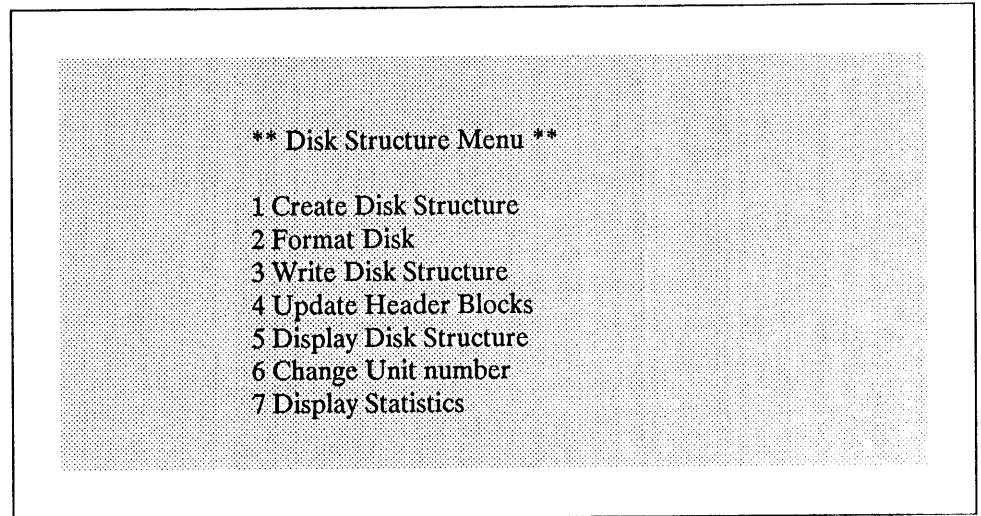 ** Disk Structure Menu **
1 Create Disk Structure
2 Format Disk
3 Write Disk Structure
4 Update Header Blocks
5 Display Disk Structure
6 Change Unit number
7 Display Statistics